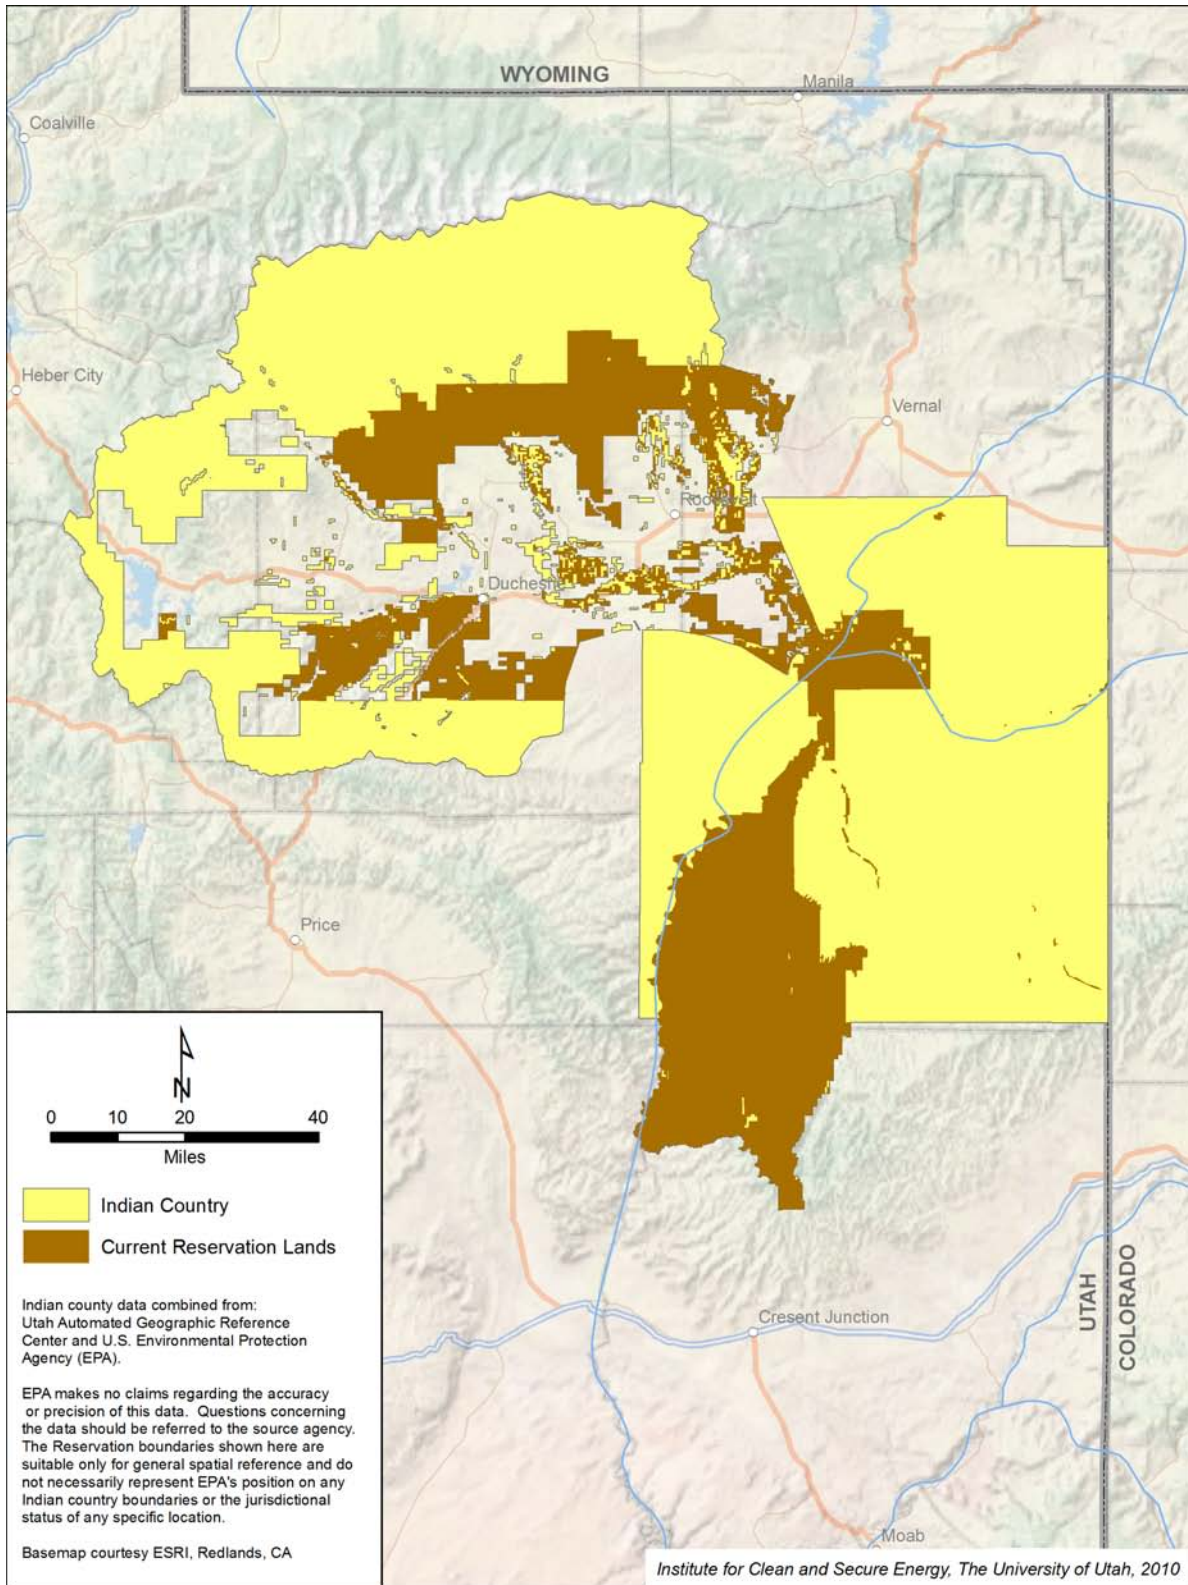 WYOMING
Manila
Coalville
Heber City
Vernal
Roosevelt
Duchesne
Price
N
0 10 20 40
Miles
Indian Country
Current Reservation Lands
Indian county data combined from:
Utah Automated Geographic Reference
Center and U.S. Environmental Protection
Agency (EPA).
EPA makes no claims regarding the accuracy
or precision of this data. Questions concerning
the data should be referred to the source agency.
The Reservation boundaries shown here are
suitable only for general spatial reference and do
not necessarily represent EPA's position on any
Indian country boundaries or the jurisdictional
status of any specific location.
Basemap courtesy ESRI, Redlands, CA
UTAH
COLORADO
Cresent Junction
Moab
Institute for Clean and Secure Energy, The University of Utah, 2010